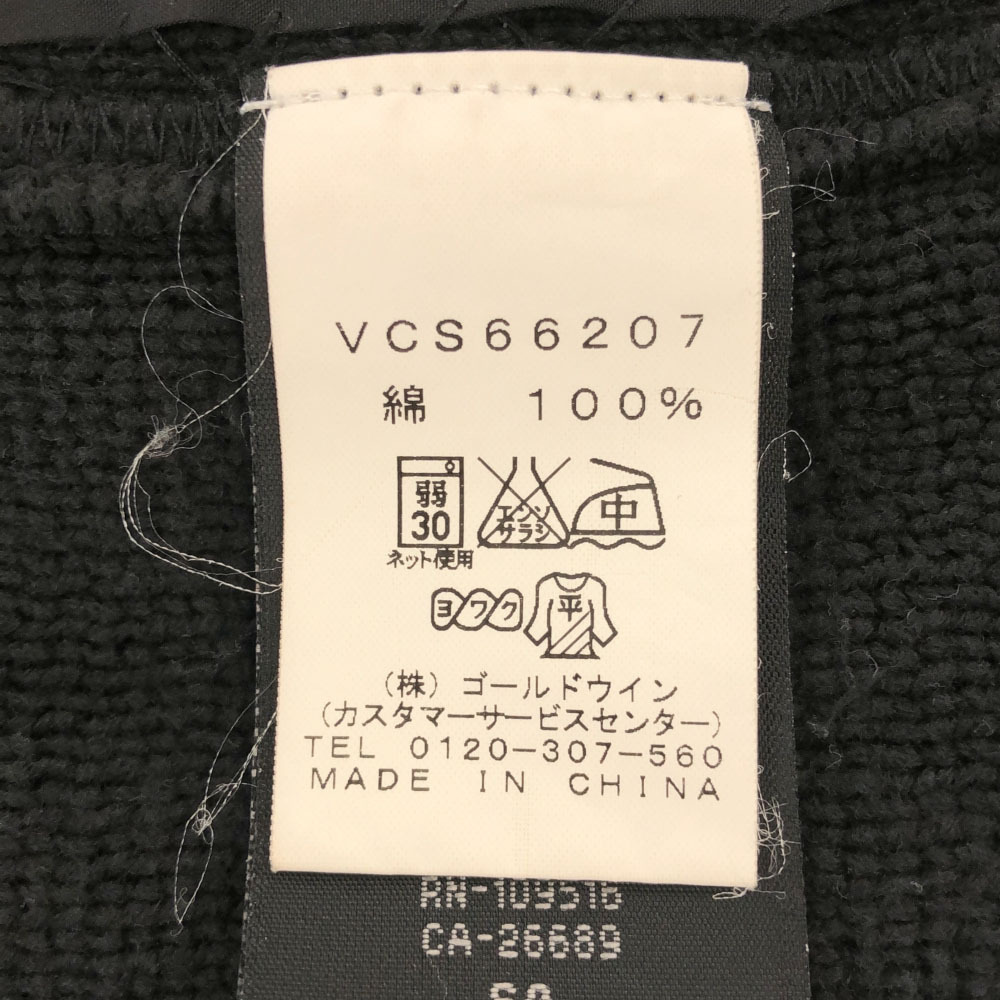 VCS66207
綿 100%
弱
30
ネット使用
エンソ
サラシ
中
ヨワク
平
(株) ゴールドウイン
(カスタマーサービスセンター)
TEL 0120-307-560
MADE IN CHINA
RN-109516
CA-26689